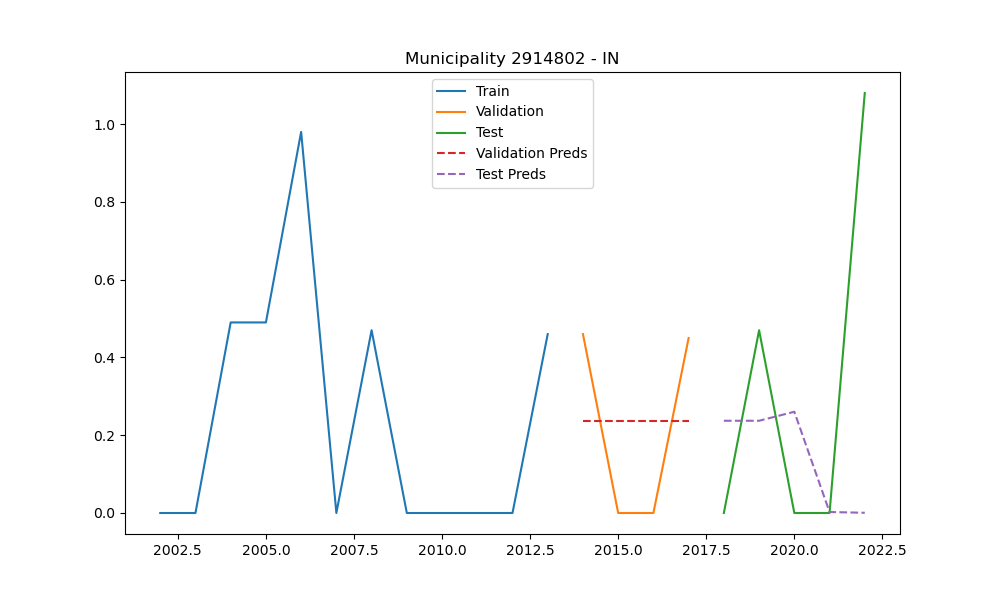 Municipality 2914802 - IN
Train
Validation
Test
Validation Preds
Test Preds
1.0
0.8
0.6
0.4
0.2
0.0
2002.5 2005.0 2007.5 2010.0 2012.5 2015.0 2017.5 2020.0 2022.5